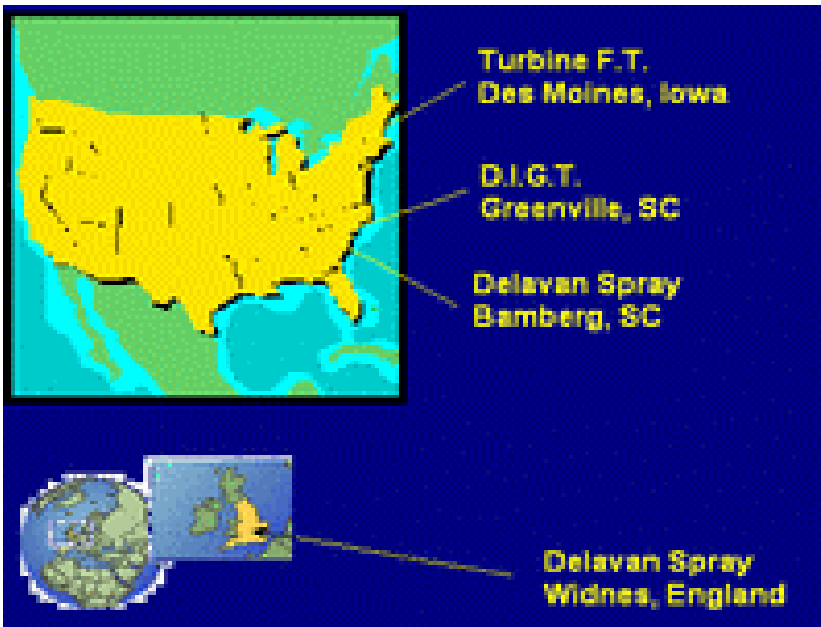 Turbine F.T.
Des Moines, Iowa
D.I.G.T.
Greenville, SC
Delavan Spray
Bamberg, SC
Delavan Spray
Widnes, England